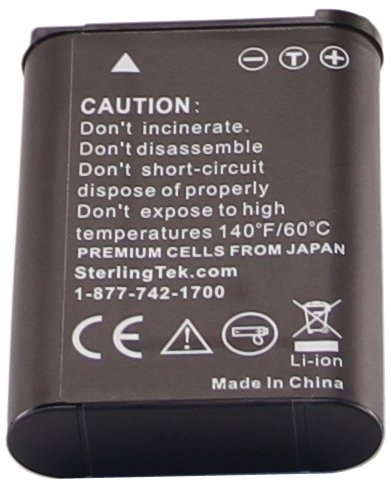 − T +
CAUTION:
Don't incinerate.
Don't disassemble
Don't short-circuit
dispose of properly
Don't expose to high
temperatures 140°F/60°C
PREMIUM CELLS FROM JAPAN
SterlingTek.com
1-877-742-1700
CE
Li-ion
Made In China